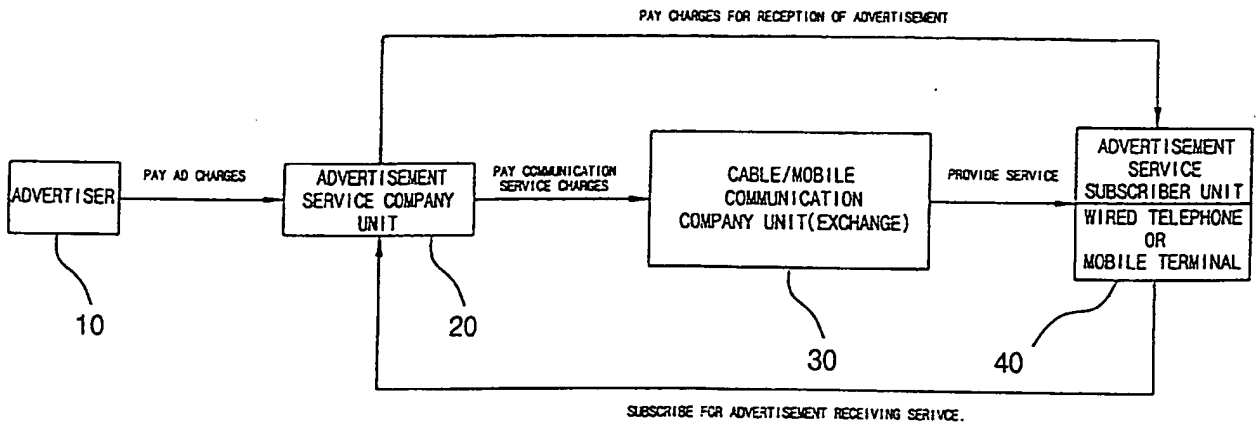 PAY CHARGES FOR RECEPTION OF ADVERTISEMENT
ADVERTISER
PAY AD CHARGES
ADVERTISEMENT
SERVICE COMPANY
UNIT
PAY COMMUNICATION
SERVICE CHARGES
CABLE/MOBILE
COMMUNICATION
COMPANY UNIT(EXCHANGE)
PROVIDE SERVICE
ADVERTISEMENT
SERVICE
SUBSCRIBER UNIT
WIRED TELEPHONE
OR
MOBILE TERMINAL
10
20
30
40
SUBSCRIBE FOR ADVERTISEMENT RECEIVING SERIVCE.